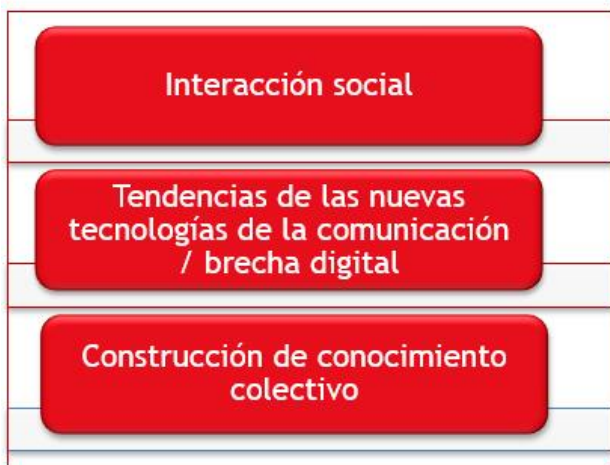 Interacción social
Tendencias de las nuevas
tecnologías de la comunicación
/ brecha digital
Construcción de conocimiento
colectivo